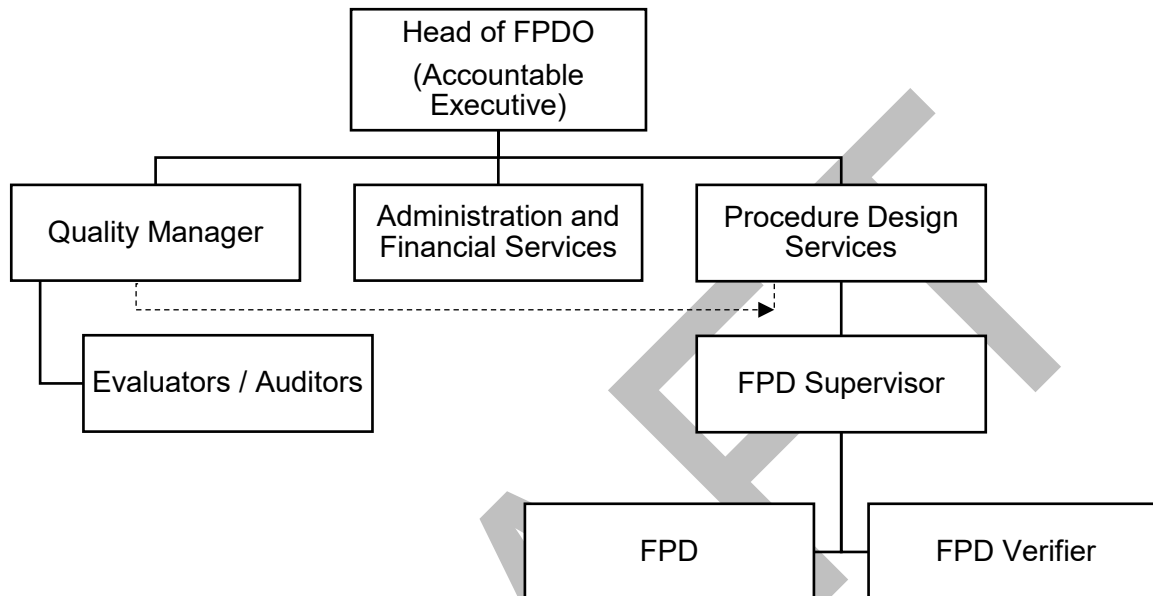 Head of FPDO
(Accountable
Executive)
Quality Manager
Administration and
Financial Services
Procedure Design
Services
Evaluators / Auditors
FPD Supervisor
FPD
FPD Verifier